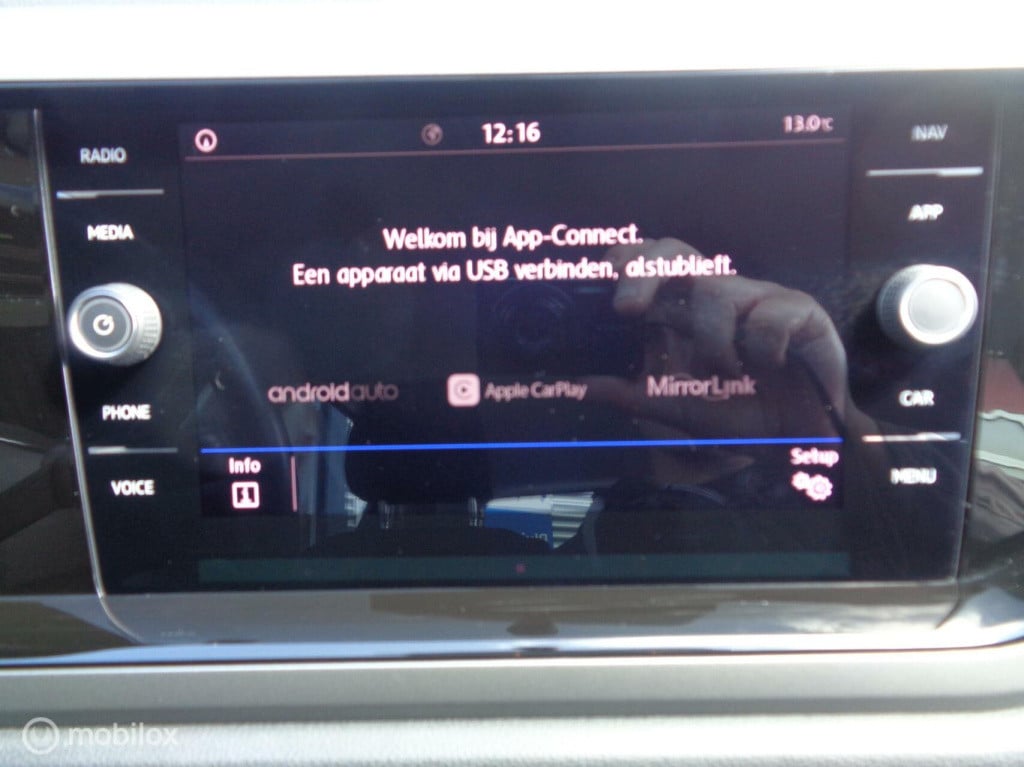 RADIO
MEDIA
PHONE
VOICE
12:16
13.0°C
Welkom bij App-Connect.
Een apparaat via USB verbinden, alstublieft.
androidauto
Apple CarPlay
MirrorLink
Info
Setup
NAV
APP
CAR
MENU
mobilox